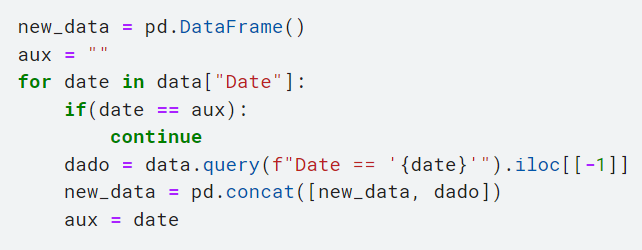 new_data = pd.DataFrame()
aux = ""
for date in data["Date"]:
    if(date == aux):
        continue
    dado = data.query(f"Date == '{date}'").iloc[[-1]]
    new_data = pd.concat([new_data, dado])
    aux = date